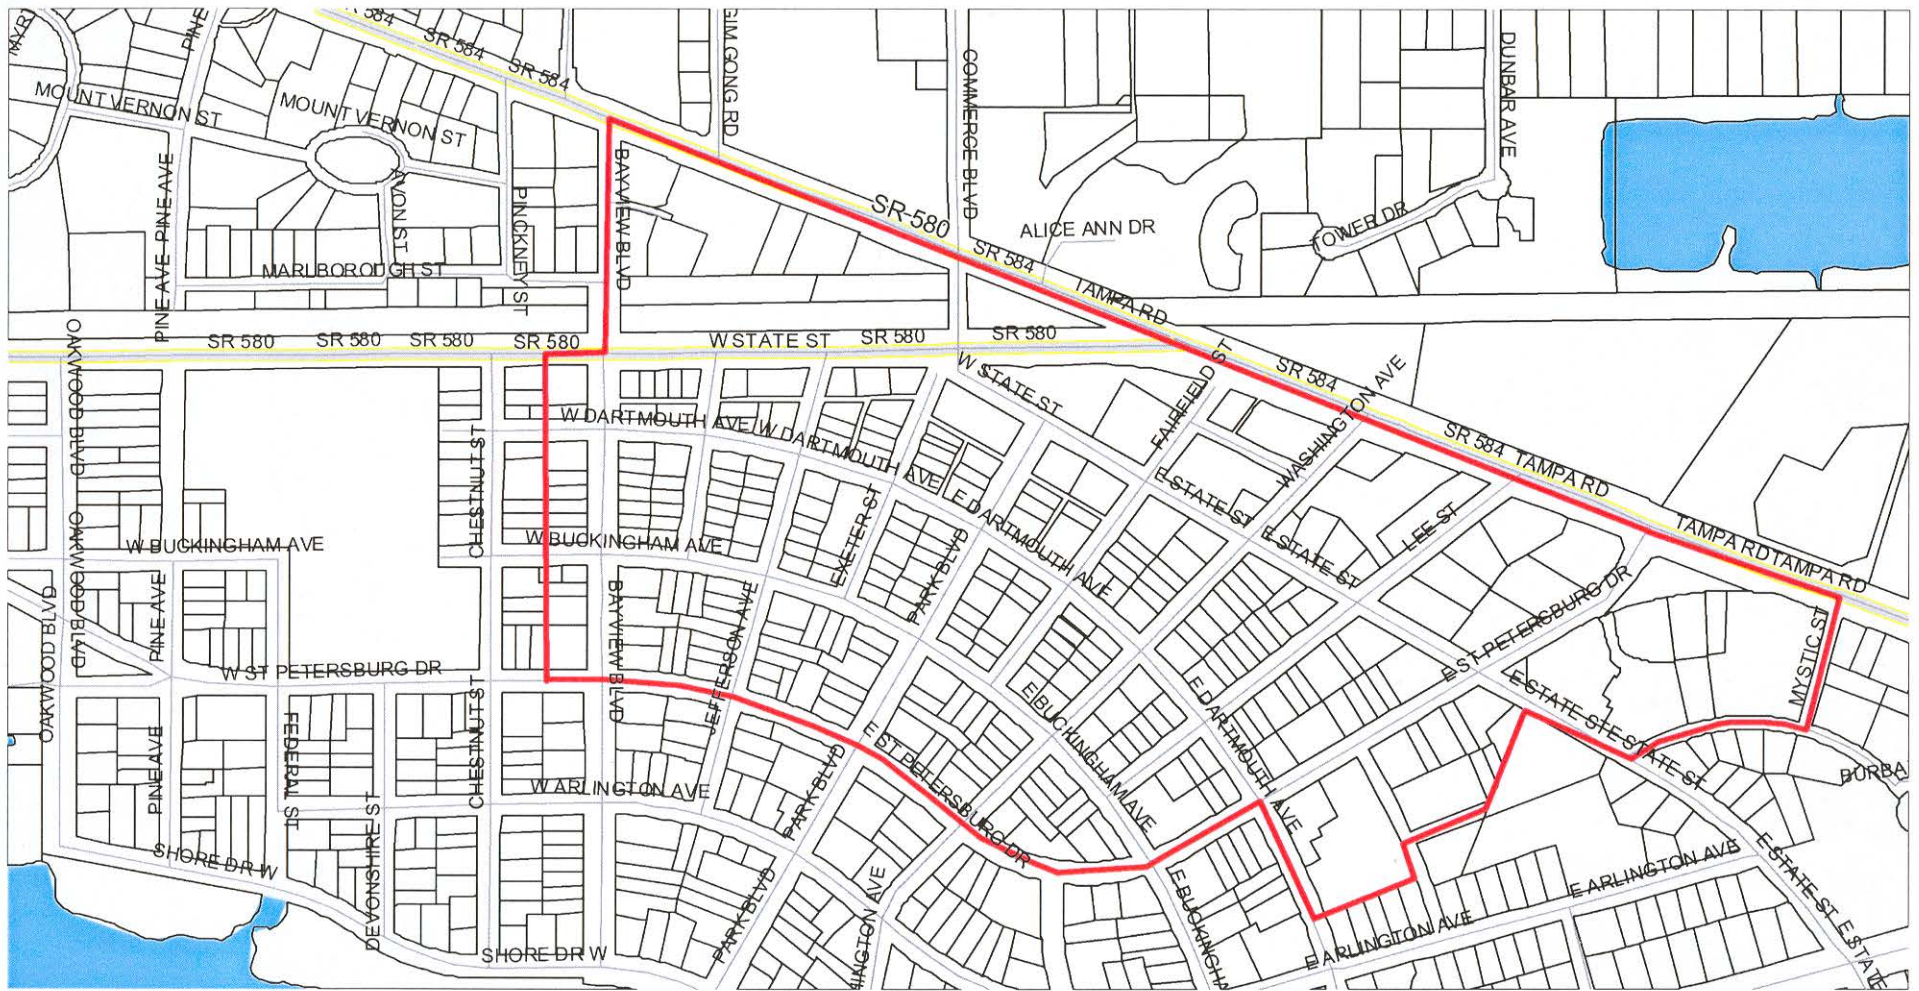 SR 584
SR 584
SR 584
PINE
GIM GONG RD
COMMERCE BLVD
DUNBAR AVE
MOUNT VERNON ST
MOUNT VERNON ST
PINE AVE
PINE AVE
AVON ST
PINCKNEY ST
BAYVIEW BLVD
SR-580
ALICE ANN DR
TOWER DR
SR 584
TAMPA RD
MARLBOROUGH ST
SR 580
SR 580
SR 580
SR 580
W STATE ST
SR 580
SR 580
W STATE ST
FAIRFIELD ST
SR 584
WASHINGTON AVE
OAKWOOD BLVD
CHESTNUT ST
W DARTMOUTH AVE
W DARTMOUTH AVE
SR 584
TAMPA RD
E STATE ST
E STATE ST
LEE ST
EXETER ST
E DARTMOUTH AVE
PARK BLVD
TAMPA RD
TAMPA RD
OAKWOOD BLVD
W BUCKINGHAM AVE
W BUCKINGHAM AVE
OAKWOOD BLVD
PINE AVE
BAYVIEW BLVD
JEFFERSON AVE
E ST PETERSBURG DR
MYSTIC ST
W ST PETERSBURG DR
CHESTNUT ST
E BUCKINGHAM AVE
E DARTMOUTH AVE
E STATE ST
E STATE ST
PINE AVE
FEDERAL ST
DEVONSHIRE ST
W ARLINGTON AVE
PARK BLVD
E ST PETERSBURG DR
BURBA
SHORE DR W
E ARLINGTON AVE
E STATE ST
E STATE
PARK BLVD
INGTON AVE
E BUCKINGHA
E ARLINGTON AVE
SHORE DR W